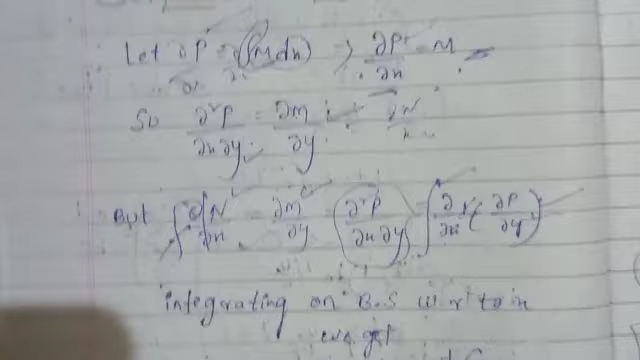 Let ∂P = (∫M dx) ⇒ ∂P/∂x = M
So ∂²P/∂x∂y = ∂M/∂y ; ∂N/x
But ∫ ∂N/∂x = ∂M/∂y = ∂²P/∂x∂y = ∫ ∂/∂x (∂P/∂y)
integrating on B.S w.r to x
we get